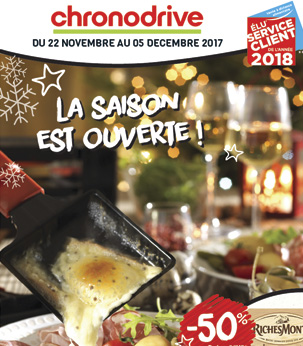 chronodrive
DU 22 NOVEMBRE AU 05 DECEMBRE 2017
ÉLU
SERVICE
CLIENT
DE L'ANNÉE
2018
LA SAISON
EST OUVERTE !
-50%
RICHESMONT